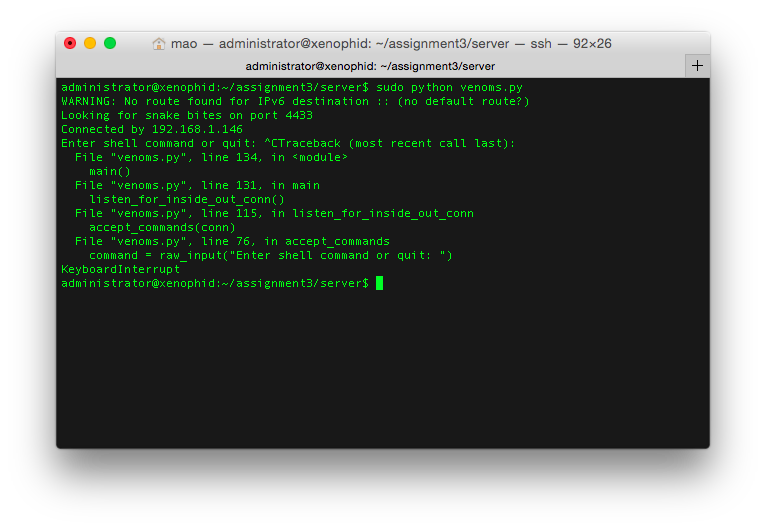 mao — administrator@xenophid: ~/assignment3/server — ssh — 92×26
administrator@xenophid: ~/assignment3/server
administrator@xenophid:~/assignment3/server$ sudo python venoms.py
WARNING: No route found for IPv6 destination :: (no default route?)
Looking for snake bites on port 4433
Connected by 192.168.1.146
Enter shell command or quit: ^CTraceback (most recent call last):
  File "venoms.py", line 134, in <module>
    main()
  File "venoms.py", line 131, in main
    listen_for_inside_out_conn()
  File "venoms.py", line 115, in listen_for_inside_out_conn
    accept_commands(conn)
  File "venoms.py", line 76, in accept_commands
    command = raw_input("Enter shell command or quit: ")
KeyboardInterrupt
administrator@xenophid:~/assignment3/server$